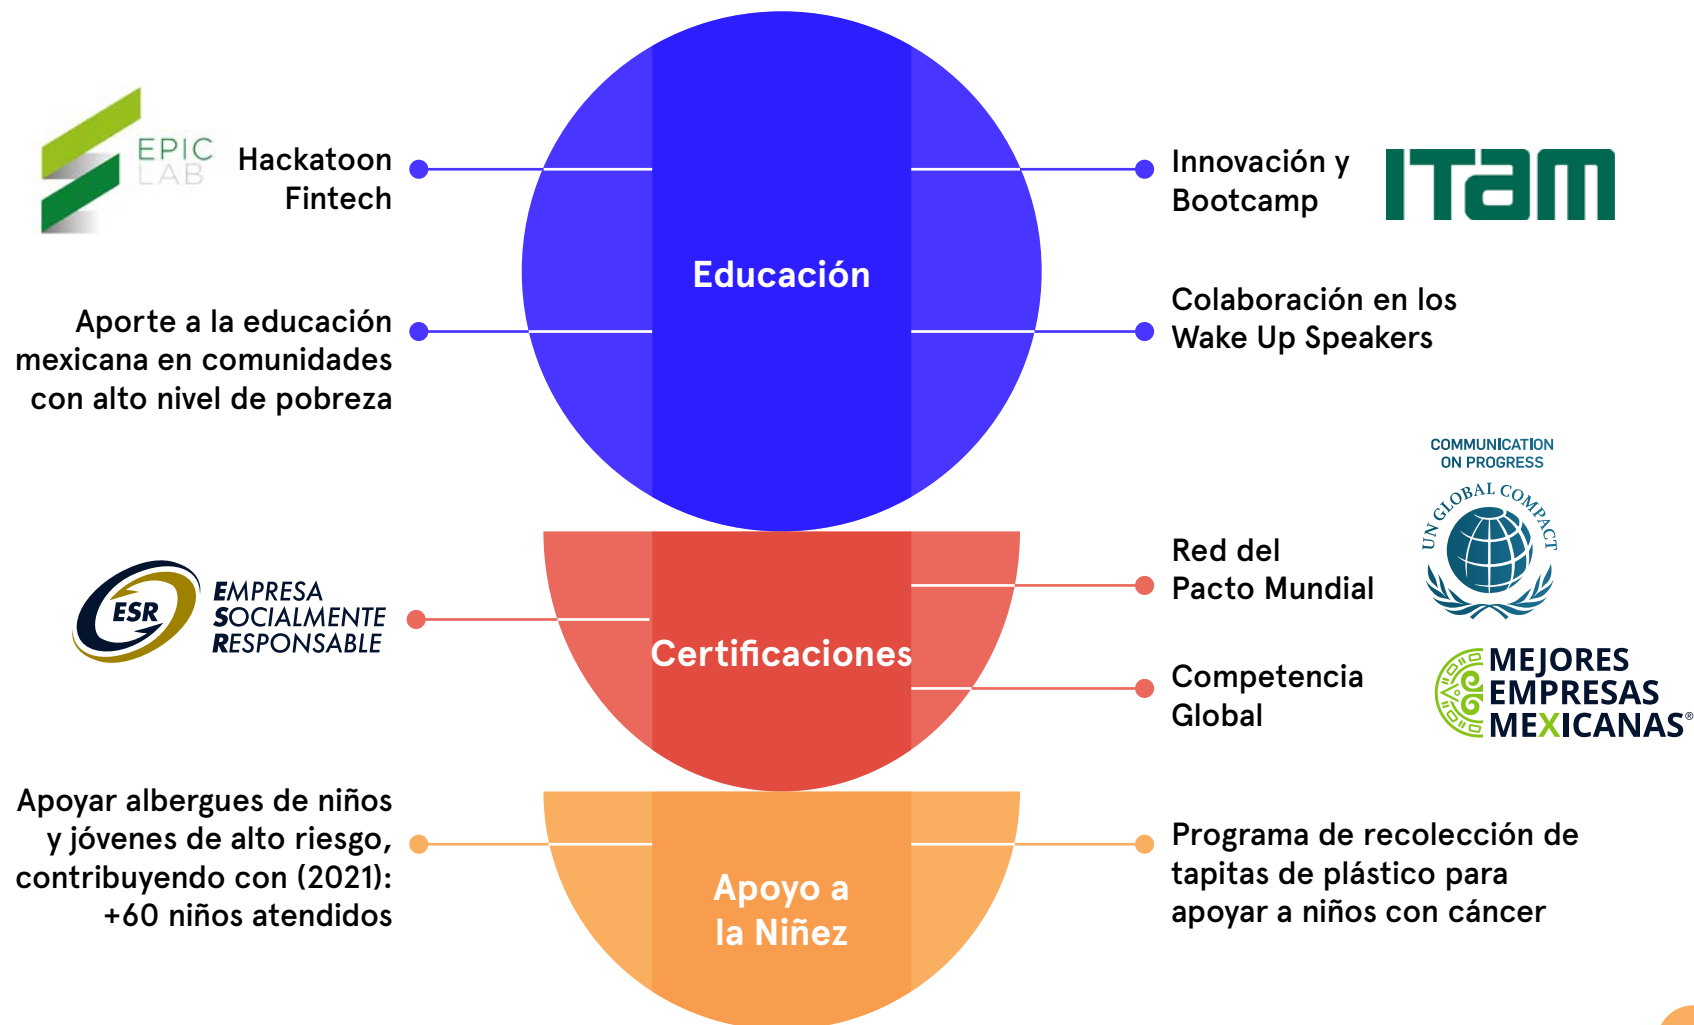 EPIC
LAB
Hackatoon
Fintech
Innovación y
Bootcamp
ITam
Educación
Aporte a la educación
mexicana en comunidades
con alto nivel de pobreza
Colaboración en los
Wake Up Speakers
COMMUNICATION
ON PROGRESS
UN GLOBAL COMPACT
ESR
EMPRESA
SOCIALMENTE
RESPONSABLE
Certificaciones
Red del
Pacto Mundial
Competencia
Global
MEJORES
EMPRESAS
MEXICANAS®
Apoyar albergues de niños
y jóvenes de alto riesgo,
contribuyendo con (2021):
+60 niños atendidos
Apoyo a
la Niñez
Programa de recolección de
tapitas de plástico para
apoyar a niños con cáncer